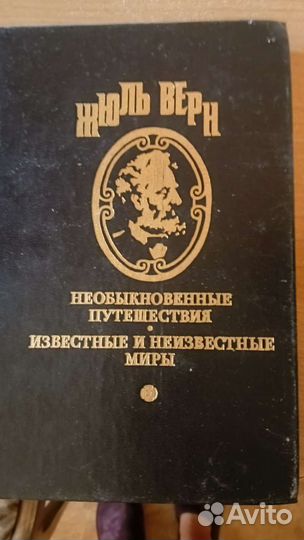 ЖЮЛЬ ВЕРН
НЕОБЫКНОВЕННЫЕ
ПУТЕШЕСТВИЯ
•
ИЗВЕСТНЫЕ И НЕИЗВЕСТНЫЕ
МИРЫ
Avito